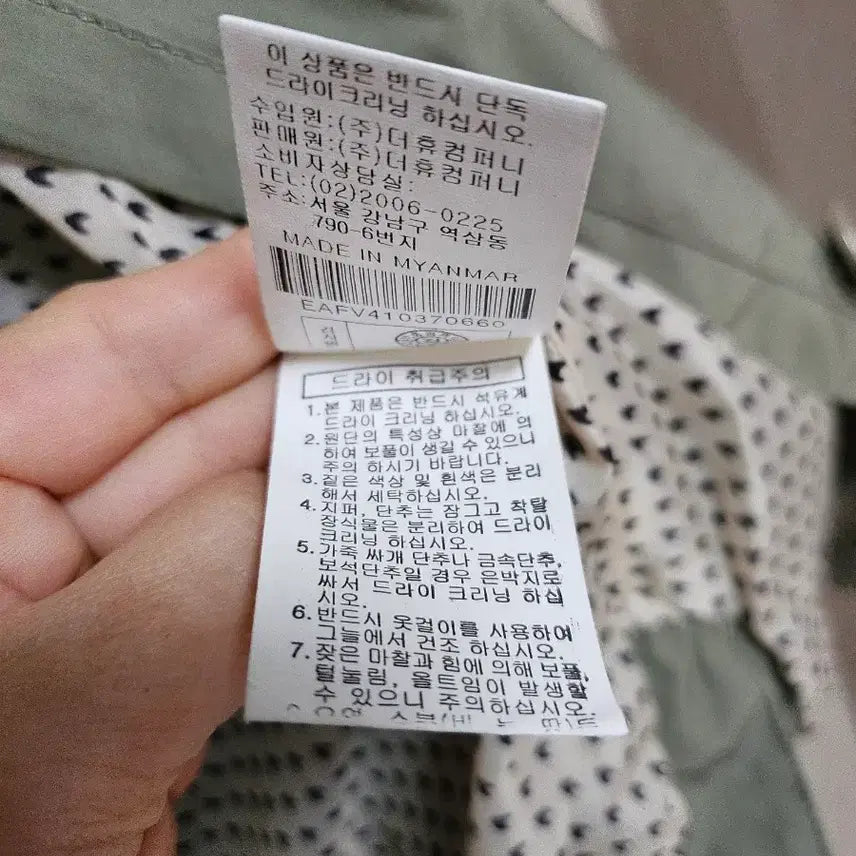 이 상품은 반드시 단독
드라이크리닝 하십시오.
수입원:(주)더휴컴퍼니
판매원:(주)더휴컴퍼니
소비자상담실:
TEL:(02)2006-0225
주소:서울 강남구 역삼동
790-6번지
MADE IN MYANMAR
EAFV410370660
드라이 취급주의
1. 본 제품은 반드시 석유계
드라이 크리닝 하십시오.
2. 원단의 특성상 마찰에 의
하여 보풀이 생길 수 있으니
주의 하시기 바랍니다.
3. 짙은 색상 및 흰색은 분리
해서 세탁하십시오.
4. 지퍼, 단추는 잠그고 착탈
장식물은 분리하여 드라이
크리닝 하십시오.
5. 가죽 싸개 단추나 금속단추,
보석단추일 경우 은박지로
싸서 드라이 크리닝 하십
시오.
6. 반드시 옷걸이를 사용하여
그늘에서 건조 하십시오.
7. 잦은 마찰과 힘에 의해 보풀,
털눌림, 올트임이 발생할
수 있으니 주의하십시오.